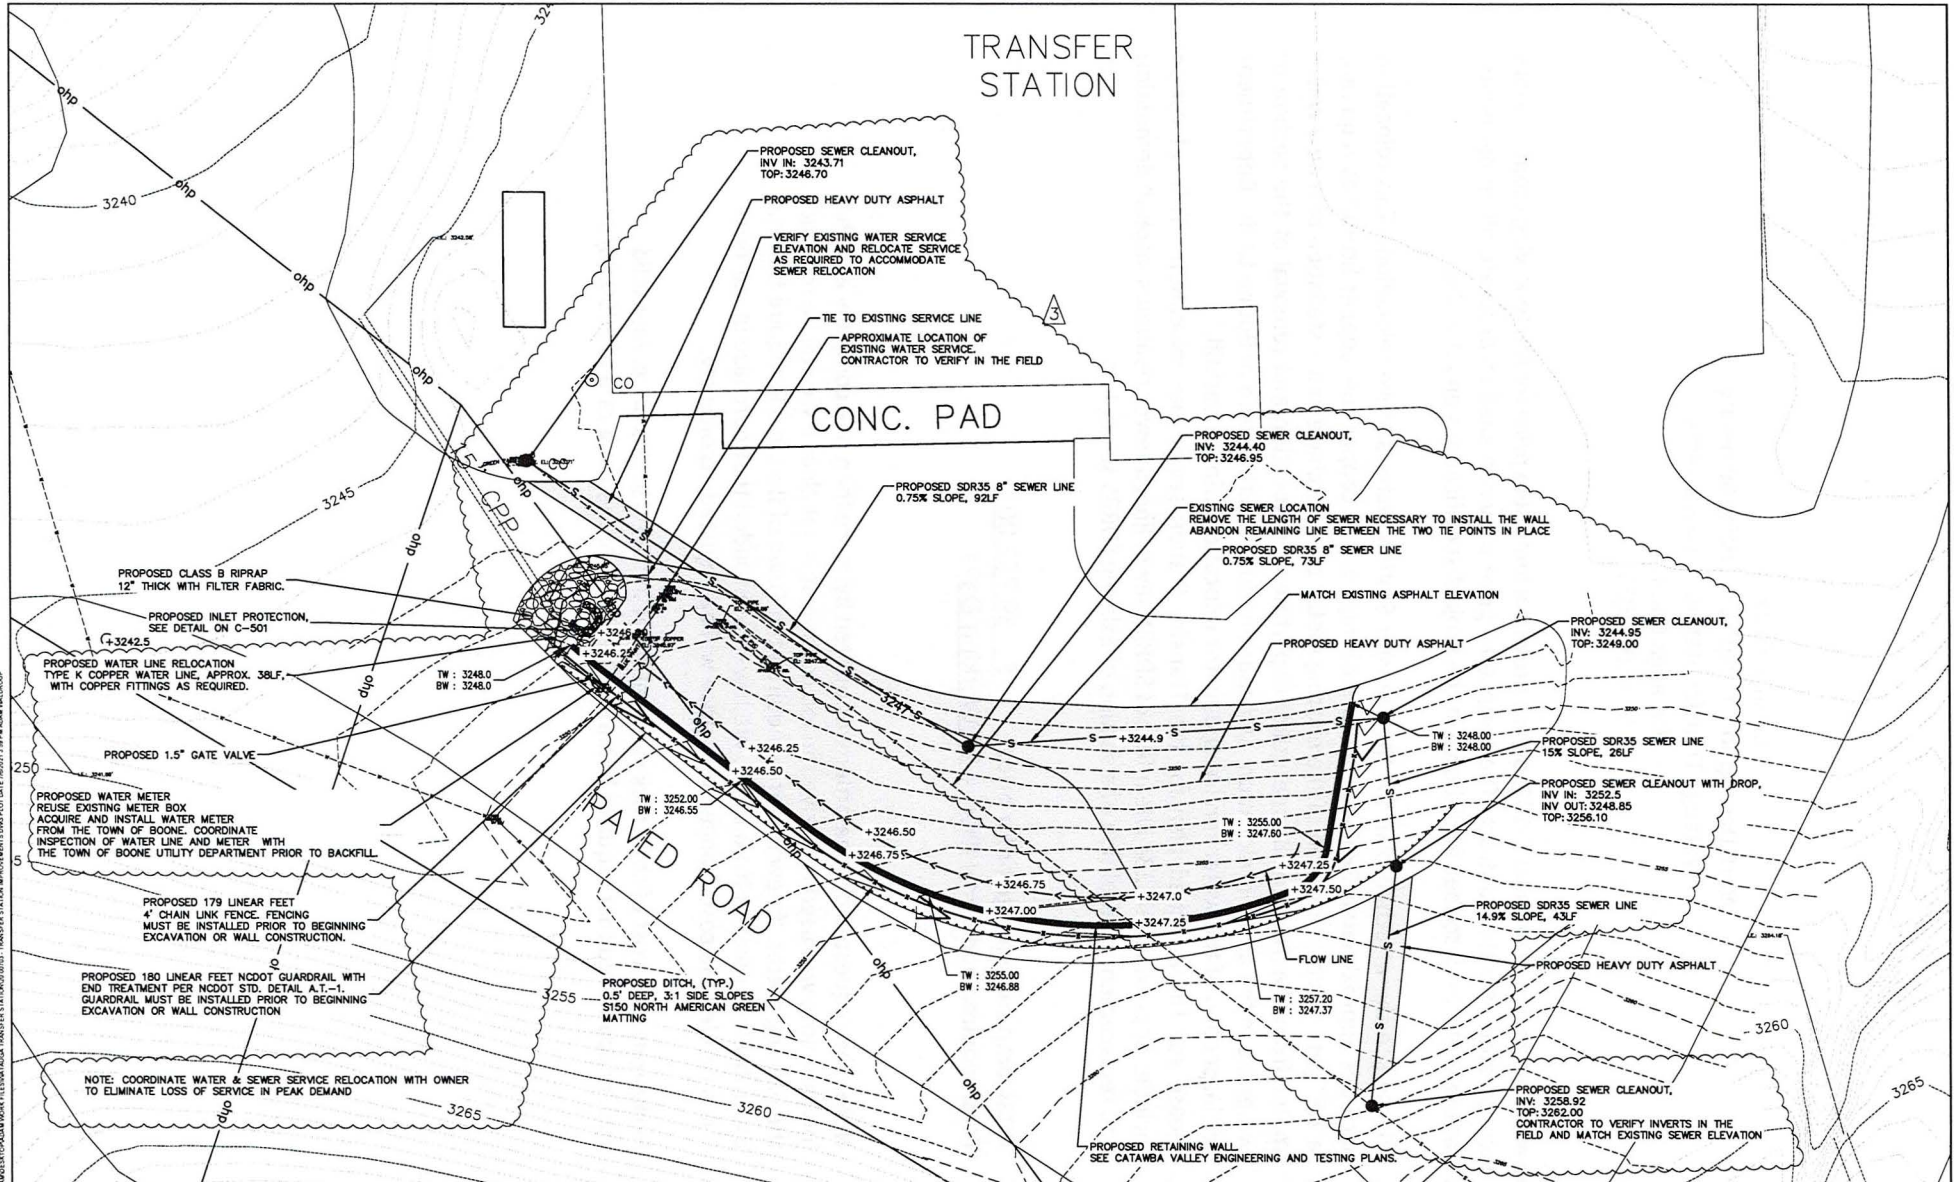 TRANSFER
STATION
ohp
ohp
ohp
ohp
ohp
3240
3245
PROPOSED SEWER CLEANOUT,
INV IN: 3243.71
TOP: 3246.70
PROPOSED HEAVY DUTY ASPHALT
VERIFY EXISTING WATER SERVICE
ELEVATION AND RELOCATE SERVICE
AS REQUIRED TO ACCOMMODATE
SEWER RELOCATION
TIE TO EXISTING SERVICE LINE
APPROXIMATE LOCATION OF
EXISTING WATER SERVICE.
CONTRACTOR TO VERIFY IN THE FIELD
3
CO
CONC. PAD
CPP
PROPOSED SEWER CLEANOUT,
INV: 3244.40
TOP: 3246.95
PROPOSED SDR35 8" SEWER LINE
0.75% SLOPE, 92LF
EXISTING SEWER LOCATION
REMOVE THE LENGTH OF SEWER NECESSARY TO INSTALL THE WALL
ABANDON REMAINING LINE BETWEEN THE TWO TIE POINTS IN PLACE
PROPOSED SDR35 8" SEWER LINE
0.75% SLOPE, 73LF
MATCH EXISTING ASPHALT ELEVATION
PROPOSED HEAVY DUTY ASPHALT
PROPOSED SEWER CLEANOUT,
INV: 3244.95
TOP: 3249.00
PROPOSED CLASS B RIPRAP
12" THICK WITH FILTER FABRIC.
PROPOSED INLET PROTECTION,
SEE DETAIL ON C-501
+3242.5
PROPOSED WATER LINE RELOCATION
TYPE K COPPER WATER LINE, APPROX. 38LF,
WITH COPPER FITTINGS AS REQUIRED.
TW : 3248.0
BW : 3248.0
+3246.25
PROPOSED 1.5" GATE VALVE
PROPOSED WATER METER
REUSE EXISTING METER BOX
ACQUIRE AND INSTALL WATER METER
FROM THE TOWN OF BOONE. COORDINATE
INSPECTION OF WATER LINE AND METER WITH
THE TOWN OF BOONE UTILITY DEPARTMENT PRIOR TO BACKFILL.
3247
+3244.9
+3246.25
+3246.50
TW : 3252.00
BW : 3246.55
PAVED ROAD
+3246.50
+3246.75
+3246.75
+3247.00
+3247.0
+3247.25
+3247.25
+3247.50
TW : 3248.00
BW : 3248.00
TW : 3255.00
BW : 3247.60
PROPOSED SDR35 SEWER LINE
15% SLOPE, 26LF
PROPOSED SEWER CLEANOUT WITH DROP,
INV IN: 3252.5
INV OUT: 3248.85
TOP: 3256.10
PROPOSED 179 LINEAR FEET
4' CHAIN LINK FENCE. FENCING
MUST BE INSTALLED PRIOR TO BEGINNING
EXCAVATION OR WALL CONSTRUCTION.
PROPOSED SDR35 SEWER LINE
14.9% SLOPE, 43LF
PROPOSED HEAVY DUTY ASPHALT
FLOW LINE
PROPOSED 180 LINEAR FEET NCDOT GUARDRAIL WITH
END TREATMENT PER NCDOT STD. DETAIL A.T.-1.
GUARDRAIL MUST BE INSTALLED PRIOR TO BEGINNING
EXCAVATION OR WALL CONSTRUCTION
3255
PROPOSED DITCH, (TYP.)
0.5' DEEP, 3:1 SIDE SLOPES
S150 NORTH AMERICAN GREEN
MATTING
TW : 3255.00
BW : 3246.88
TW : 3257.20
BW : 3247.37
3260
NOTE: COORDINATE WATER & SEWER SERVICE RELOCATION WITH OWNER
TO ELIMINATE LOSS OF SERVICE IN PEAK DEMAND
3265
3260
3265
PROPOSED SEWER CLEANOUT,
INV: 3258.92
TOP: 3262.00
CONTRACTOR TO VERIFY INVERTS IN THE
FIELD AND MATCH EXISTING SEWER ELEVATION
PROPOSED RETAINING WALL
SEE CATAWBA VALLEY ENGINEERING AND TESTING PLANS.